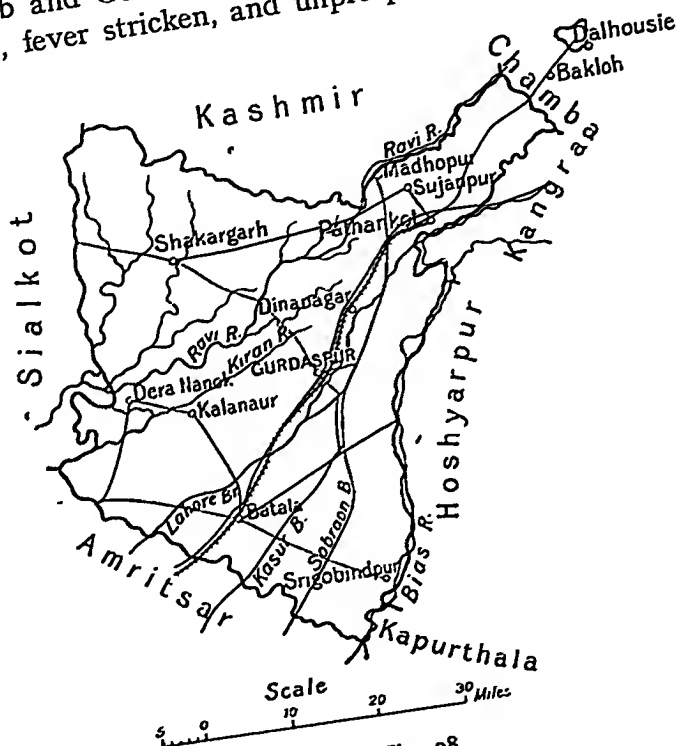 b and
, fever stricken, and
Dalhousie
Bakloh
Chamba
Kashmir
Ravi R.
Madhopur
Sujanpur
Pathankot
Kangraa
Sialkot
Shakargarh
Dinanagar
Ravi R.
Kiran R.
GURDASPUR
Dera Nanak
Kalanaur
Hoshyarpur
Lahore Br.
Batala
Kasur B.
Sobraon B
Srigobindpur
Bias R.
Amritsar
Kapurthala
Scale
5 0 10 20 30 Miles